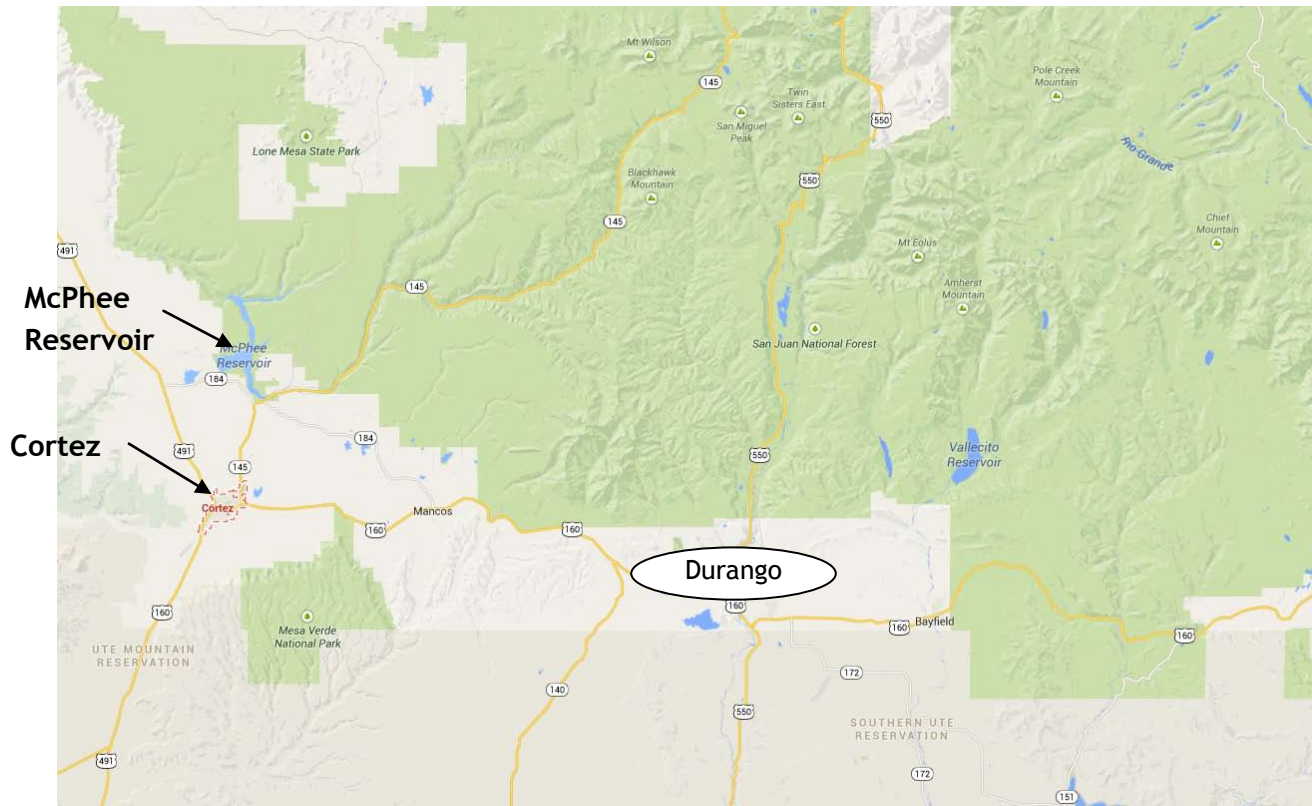 Mt Wilson
145
Twin
Sisters East
San Miguel
Peak
550
Pole Creek
Mountain
Rio Grande
Lone Mesa State Park
Blackhawk
Mountain
550
145
Chief
Mountain
491
Mt Eolus
145
Amherst
Mountain
McPhee
Reservoir
McPhee
Reservoir
San Juan National Forest
184
184
Cortez
491
145
550
Vallecito
Reservoir
Cortez
Mancos
160
160
Durango
160
160
Mesa Verde
National Park
160
Bayfield
160
UTE MOUNTAIN
RESERVATION
172
140
550
SOUTHERN UTE
RESERVATION
491
172
151